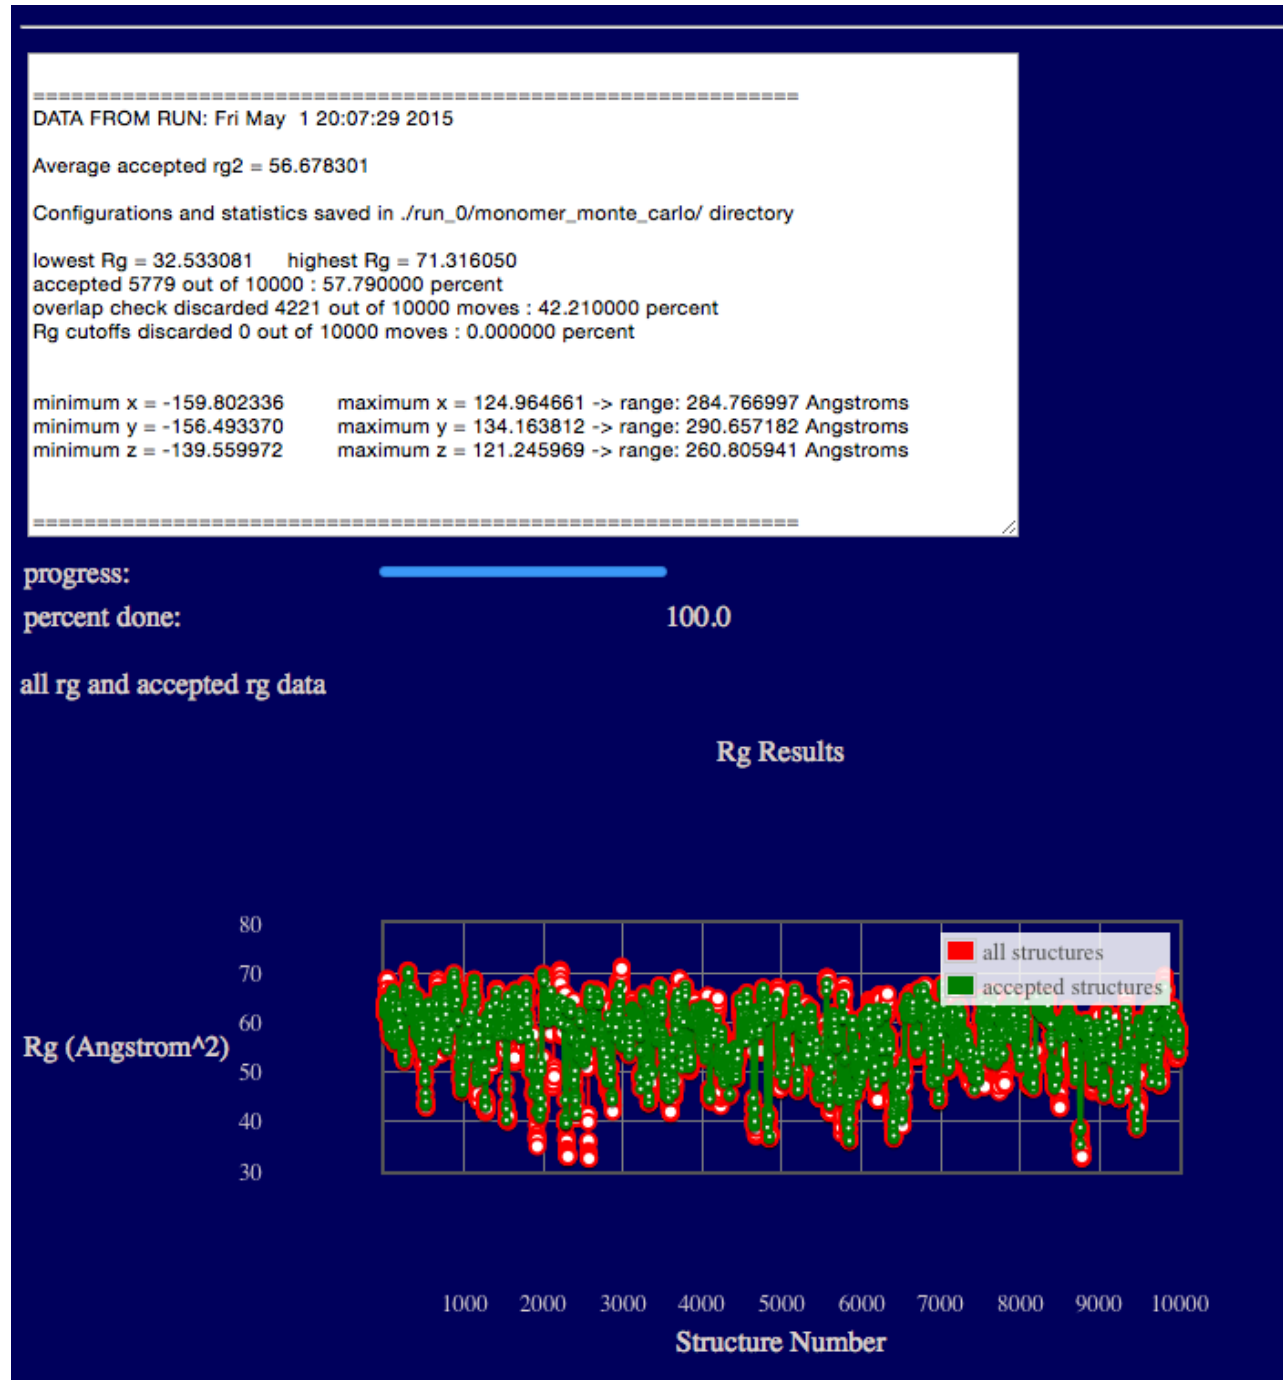 ============================================================
DATA FROM RUN: Fri May  1 20:07:29 2015
Average accepted rg2 = 56.678301
Configurations and statistics saved in ./run_0/monomer_monte_carlo/ directory
lowest Rg = 32.533081     highest Rg = 71.316050
accepted 5779 out of 10000 : 57.790000 percent
overlap check discarded 4221 out of 10000 moves : 42.210000 percent
Rg cutoffs discarded 0 out of 10000 moves : 0.000000 percent
minimum x = -159.802336     maximum x = 124.964661 -> range: 284.766997 Angstroms
minimum y = -156.493370     maximum y = 134.163812 -> range: 290.657182 Angstroms
minimum z = -139.559972     maximum z = 121.245969 -> range: 260.805941 Angstroms
============================================================
progress:
percent done: 100.0
all rg and accepted rg data
Rg Results
80
70
60
50
40
30
Rg (Angstrom^2)
all structures
accepted structures
1000 2000 3000 4000 5000 6000 7000 8000 9000 10000
Structure Number